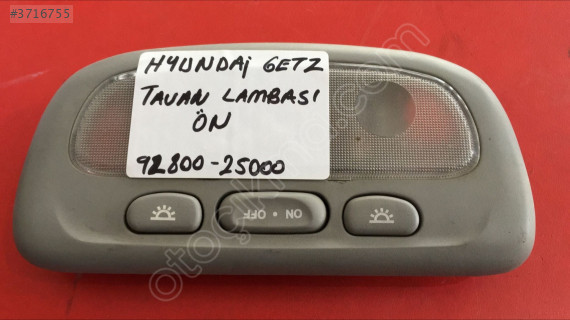 #3716755
HYUNDAİ GETZ
TAVAN LAMBASI
ÖN
92800-25000
ON • OFF
otoçıkma.com